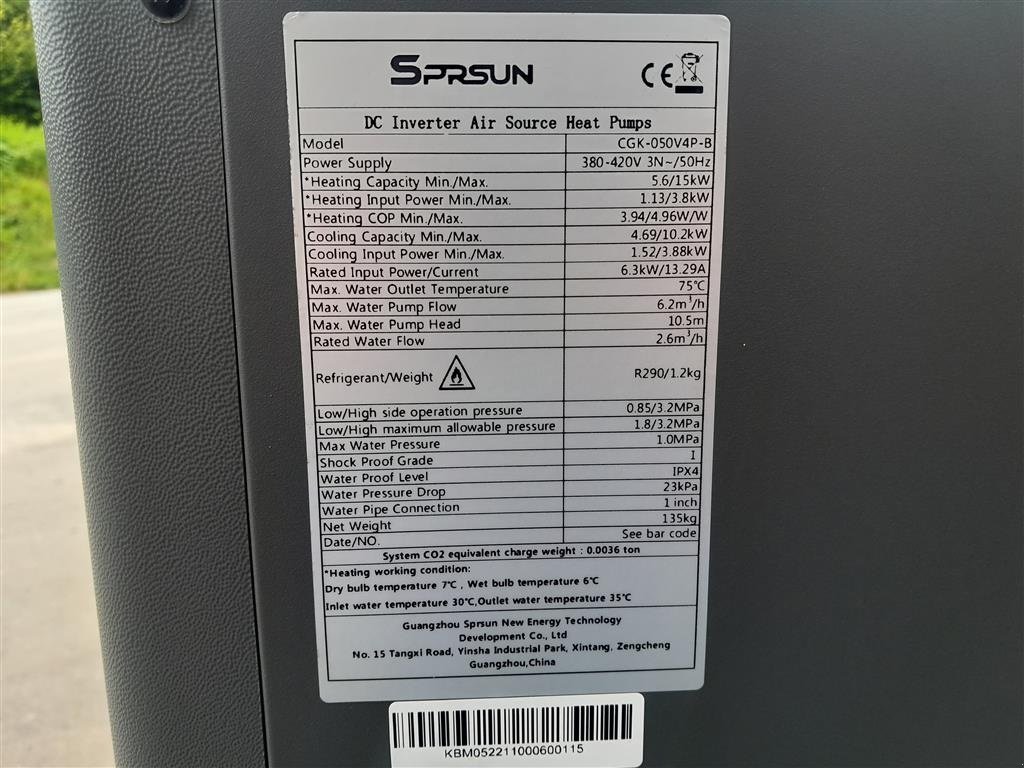 SPRSUN CE
DC Inverter Air Source Heat Pumps
Model CGK-050V4P-B
Power Supply 380-420V 3N~/50Hz
*Heating Capacity Min./Max. 5.6/15kW
*Heating Input Power Min./Max. 1.13/3.8kW
*Heating COP Min./Max. 3.94/4.96W/W
Cooling Capacity Min./Max. 4.69/10.2kW
Cooling Input Power Min./Max. 1.52/3.88kW
Rated Input Power/Current 6.3kW/13.29A
Max. Water Outlet Temperature 75℃
Max. Water Pump Flow 6.2m³/h
Max. Water Pump Head 10.5m
Rated Water Flow 2.6m³/h
Refrigerant/Weight R290/1.2kg
Low/High side operation pressure 0.85/3.2MPa
Low/High maximum allowable pressure 1.8/3.2MPa
Max Water Pressure 1.0MPa
Shock Proof Grade I
Water Proof Level IPX4
Water Pressure Drop 23kPa
Water Pipe Connection 1 inch
Net Weight 135kg
Date/NO. See bar code
System CO2 equivalent charge weight : 0.0036 ton
*Heating working condition:
Dry bulb temperature 7℃ , Wet bulb temperature 6℃
Inlet water temperature 30℃,Outlet water temperature 35℃
Guangzhou Sprsun New Energy Technology
Development Co., Ltd
No. 15 Tangxi Road, Yinsha Industrial Park, Xintang, Zengcheng
Guangzhou,China
KBM052211000600115